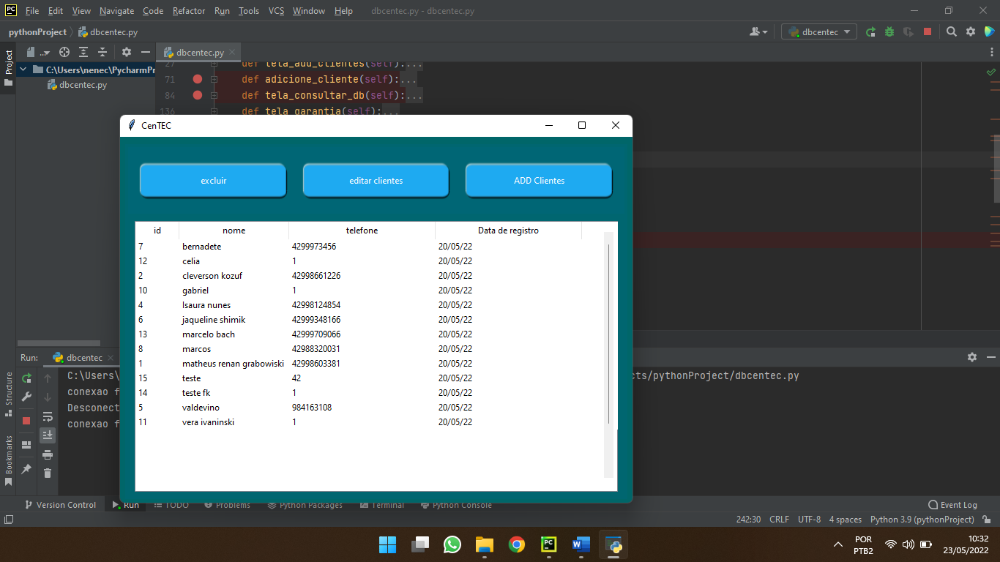 PC File Edit View Navigate Code Refactor Run Tools VCS Window Help dbcentec.py - dbcentec.py
pythonProject dbcentec.py dbcentec
Project ... dbcentec.py
C:\Users\nenec\PycharmPr
dbcentec.py
27 def tela_add_clientes(self):...
71 def adicione_cliente(self):...
84 def tela_consultar_db(self):...
136 def tela_garantia(self):...
CenTEC
excluir editar clientes ADD Clientes
id nome telefone Data de registro
7 bernadete 4299973456 20/05/22
12 celia 1 20/05/22
2 cleverson kozuf 42998661226 20/05/22
10 gabriel 1 20/05/22
4 Isaura nunes 42998124854 20/05/22
6 jaqueline shimik 42999348166 20/05/22
13 marcelo bach 42999709066 20/05/22
8 marcos 42988320031 20/05/22
1 matheus renan grabowiski 42998603381 20/05/22
15 teste 42 20/05/22
14 teste fk 1 20/05/22
5 valdevino 984163108 20/05/22
11 vera ivaninski 1 20/05/22
Run: dbcentec
C:\Users\ cts/pythonProject/dbcentec.py
conexao f
Desconect
conexao f
Structure
Bookmarks
Version Control Run TODO Problems Python Packages Terminal Python Console Event Log
242:30 CRLF UTF-8 4 spaces Python 3.9 (pythonProject)
PC W
POR
PTB2
10:32
23/05/2022